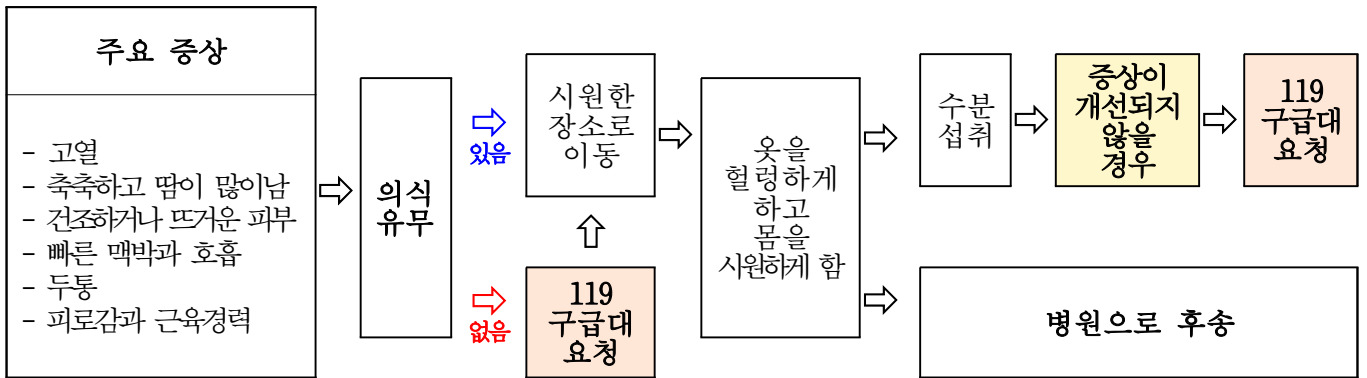 주요 증상
- 고열
- 축축하고 땀이 많이남
- 건조하거나 뜨거운 피부
- 빠른 맥박과 호흡
- 두통
- 피로감과 근육경력
의식
유무
있음
없음
시원한
장소로
이동
119
구급대
요청
옷을
헐렁하게
하고
몸을
시원하게 함
수분
섭취
증상이
개선되지
않을
경우
119
구급대
요청
병원으로 후송